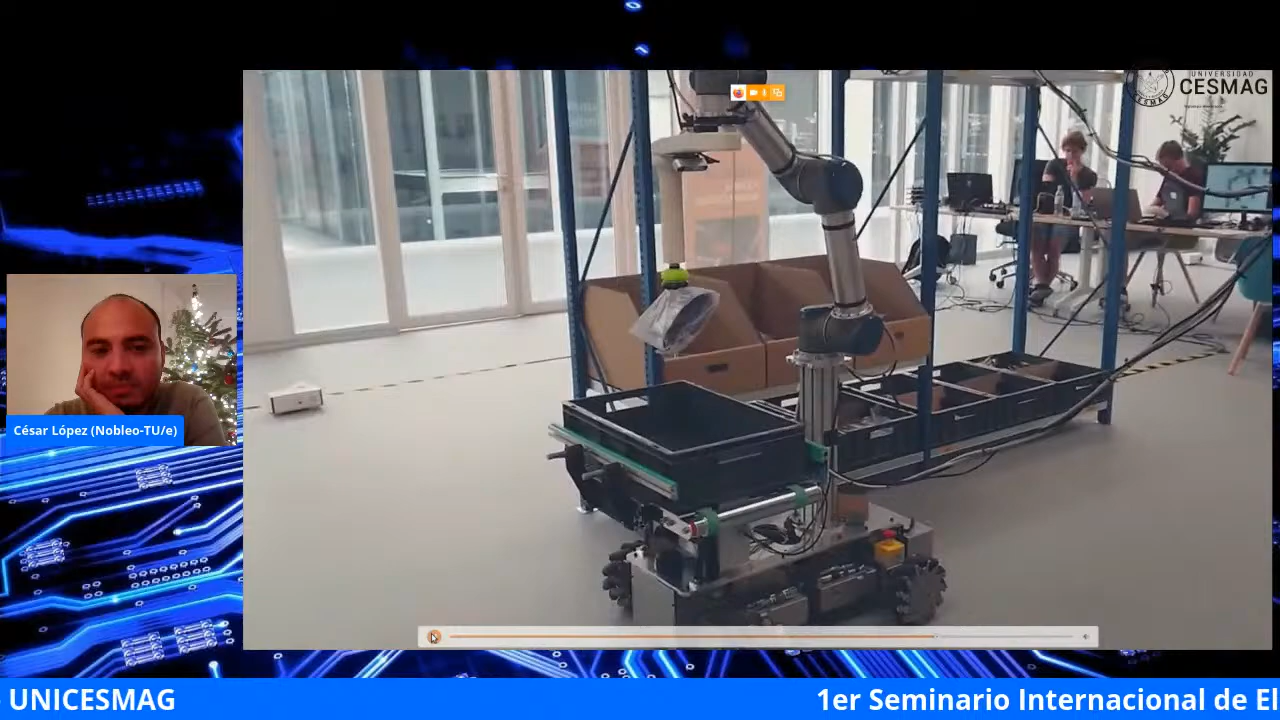 UNIVERSIDAD
CESMAG
César López (Nobleo-TU/e)
UNICESMAG
1er Seminario Internacional de El